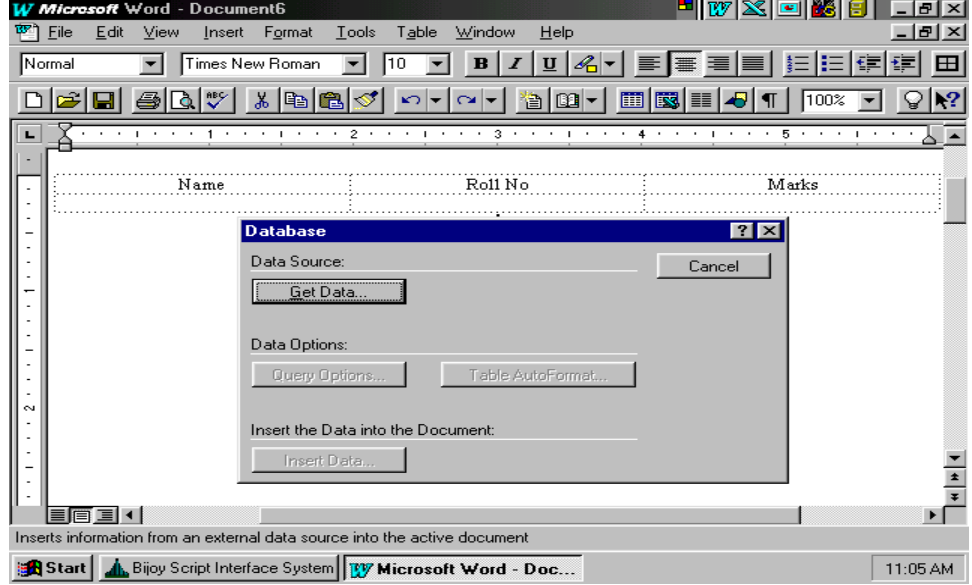 Microsoft Word - Document6
File Edit View Insert Format Tools Table Window Help
Normal Times New Roman 10 B I U
ABC 100%
1 2 3 4 5
Name Roll No Marks
Database
Data Source:
Cancel
Get Data...
Data Options:
Query Options... Table AutoFormat...
Insert the Data into the Document:
Insert Data...
1
2
Inserts information from an external data source into the active document
Start Bijoy Script Interface System Microsoft Word - Doc... 11:05 AM